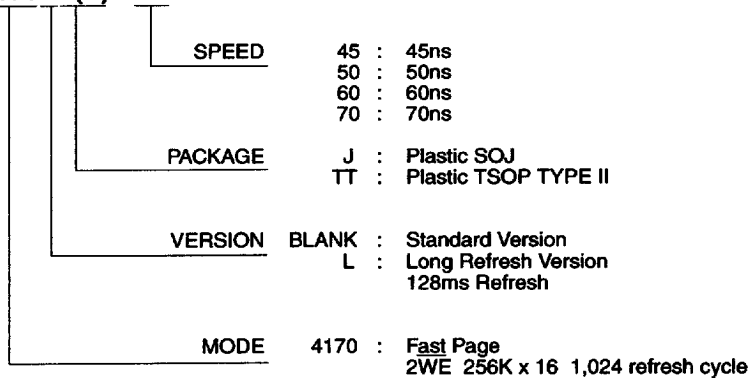 SPEED 45 : 45ns
50 : 50ns
60 : 60ns
70 : 70ns
PACKAGE J : Plastic SOJ
TT : Plastic TSOP TYPE II
VERSION BLANK : Standard Version
L : Long Refresh Version
128ms Refresh
MODE 4170 : Fast Page
2WE 256K x 16 1,024 refresh cycle